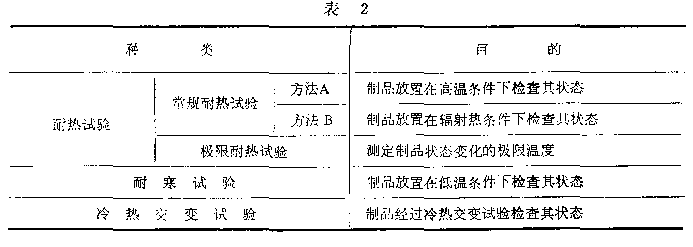 表 2
种 类 目 的
耐热试验 常规耐热试验 方法A 制品放置在高温条件下检查其状态
方法 B 制品放置在辐射热条件下检查其状态
极限耐热试验 测定制品状态变化的极限温度
耐 寒 试 验 制品放置在低温条件下检查其状态
冷 热 交 变 试 验 制品经过冷热交变试验检查其状态